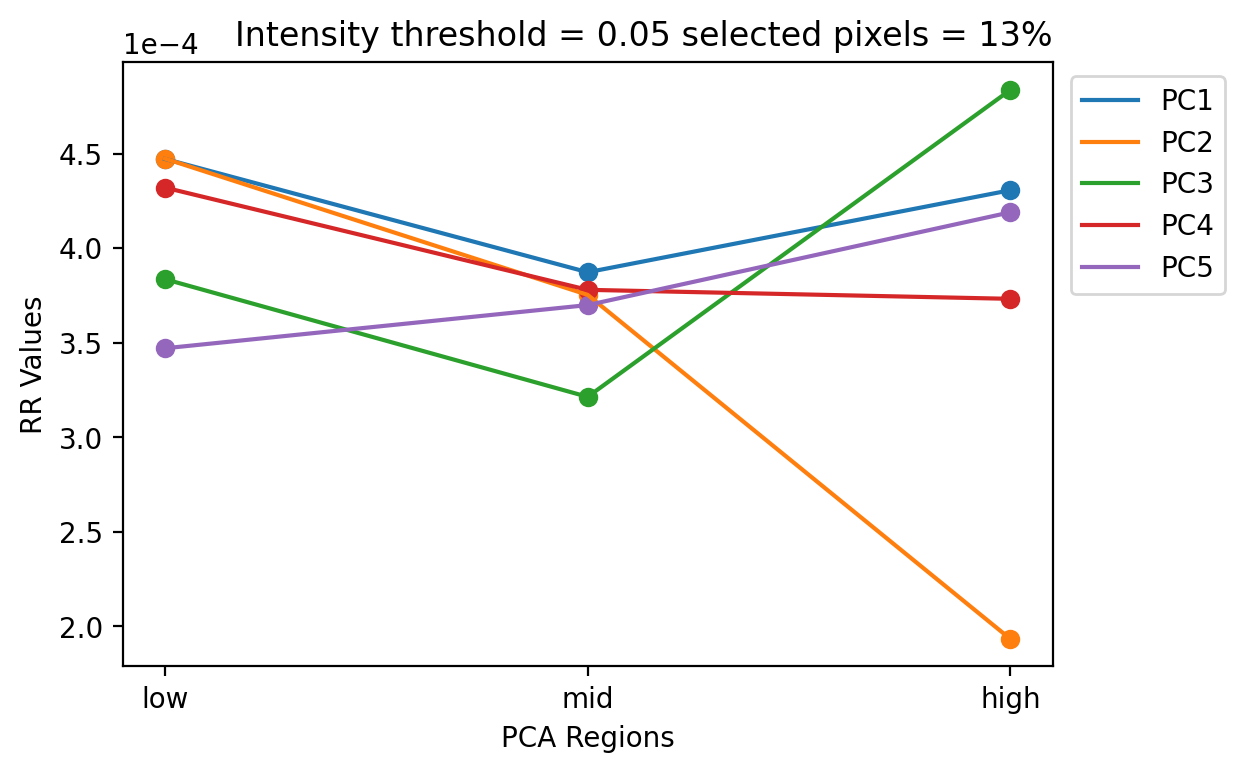 Intensity threshold = 0.05 selected pixels = 13%
1e−4
4.5
4.0
3.5
3.0
2.5
2.0
RR Values
low mid high
PCA Regions
PC1
PC2
PC3
PC4
PC5